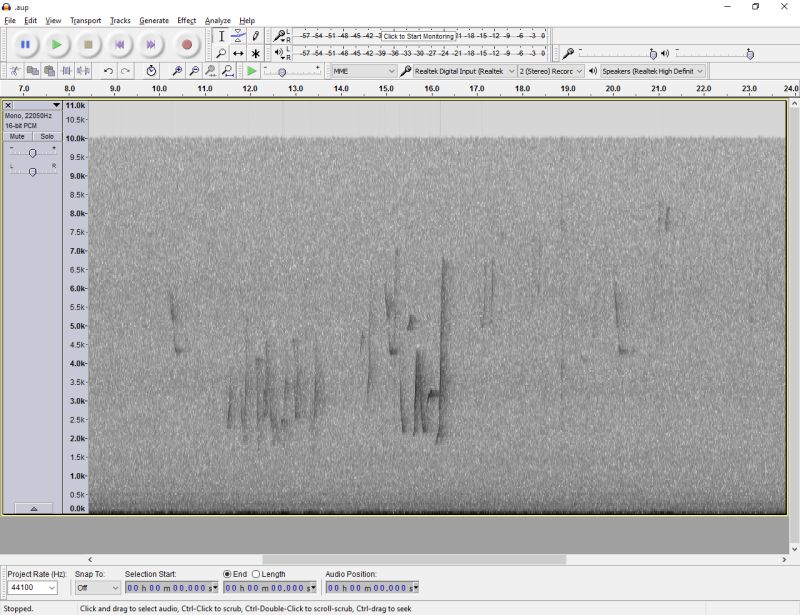 .aup
File Edit View Transport Tracks Generate Effect Analyze Help
L R -57 -54 -51 -48 -45 -42 Click to Start Monitoring 21 -18 -15 -12 -9 -6 -3 0
L R -57 -54 -51 -48 -45 -42 -39 -36 -33 -30 -27 -24 -21 -18 -15 -12 -9 -6 -3 0
MME Realtek Digital Input (Realtek 2 (Stereo) Recorc Speakers (Realtek High Definit
7.0 8.0 9.0 10.0 11.0 12.0 13.0 14.0 15.0 16.0 17.0 18.0 19.0 20.0 21.0 22.0 23.0 24.0
Mono, 22050Hz
16-bit PCM
Mute Solo
- +
L R
11.0k
10.5k
10.0k
9.5k
9.0k
8.5k
8.0k
7.5k
7.0k
6.5k
6.0k
5.5k
5.0k
4.5k
4.0k
3.5k
3.0k
2.5k
2.0k
1.5k
1.0k
0.5k
0.0k
Project Rate (Hz): Snap To: Selection Start: End Length Audio Position:
44100 Off 00 h 00 m 00.000 s 00 h 00 m 00.000 s 00 h 00 m 00.000 s
Stopped. Click and drag to select audio, Ctrl-Click to scrub, Ctrl-Double-Click to scroll-scrub, Ctrl-drag to seek